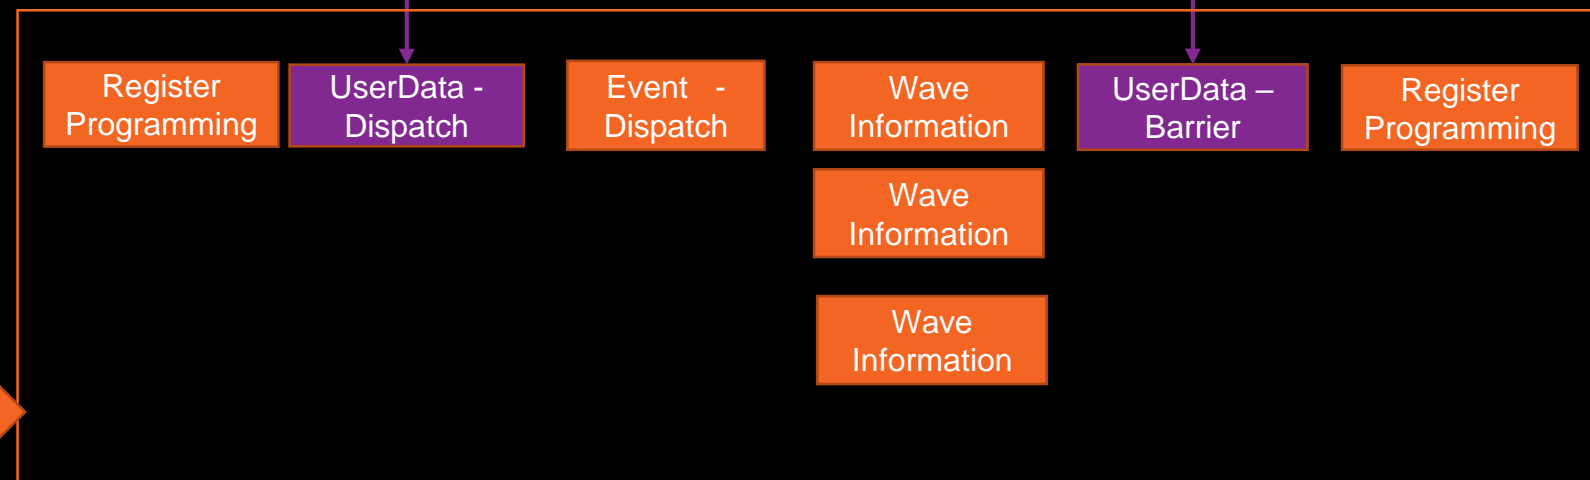 Register
Programming
UserData -
Dispatch
Event   -
Dispatch
Wave
Information
UserData –
Barrier
Register
Programming
Wave
Information
Wave
Information